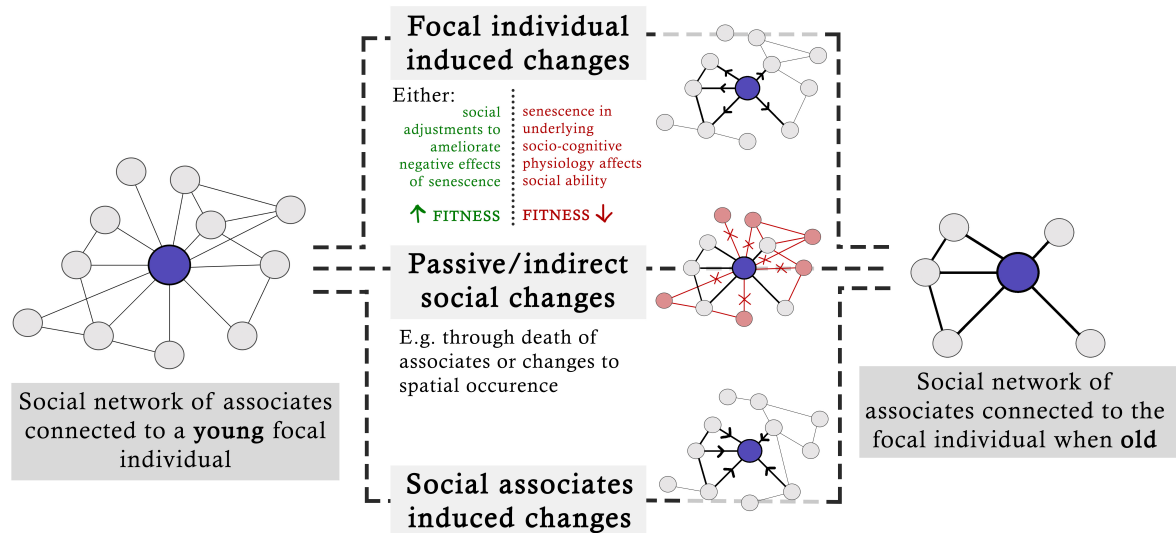 Focal individual
induced changes
Either:
social
adjustments to
ameliorate
negative effects
of senescence
↑ FITNESS
senescence in
underlying
socio-cognitive
physiology affects
social ability
FITNESS ↓
Passive/indirect
social changes
E.g. through death of
associates or changes to
spatial occurence
Social associates
induced changes
Social network of associates
connected to a young focal
individual
Social network of
associates connected to the
focal individual when old